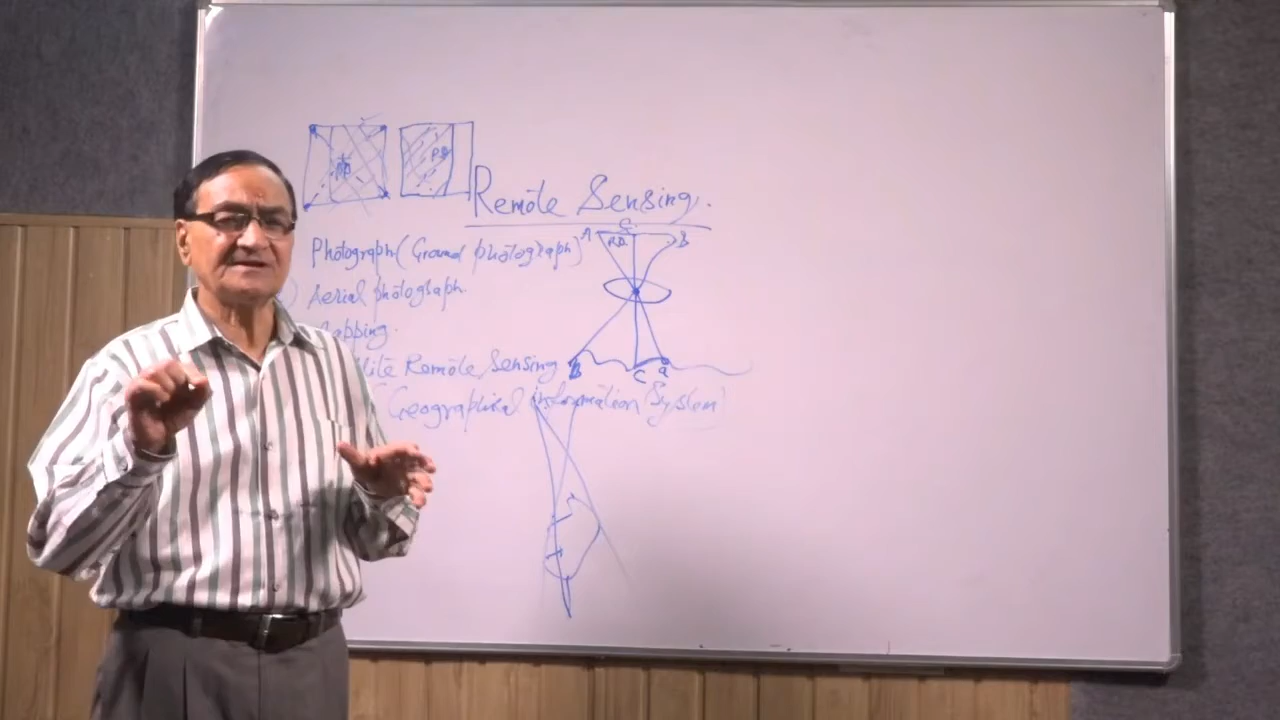 Remote Sensing.
Photograph (Ground photograph)
Aerial photograph.
Remote Sensing
(Geographical Information System)
A
C
B
B
C
a